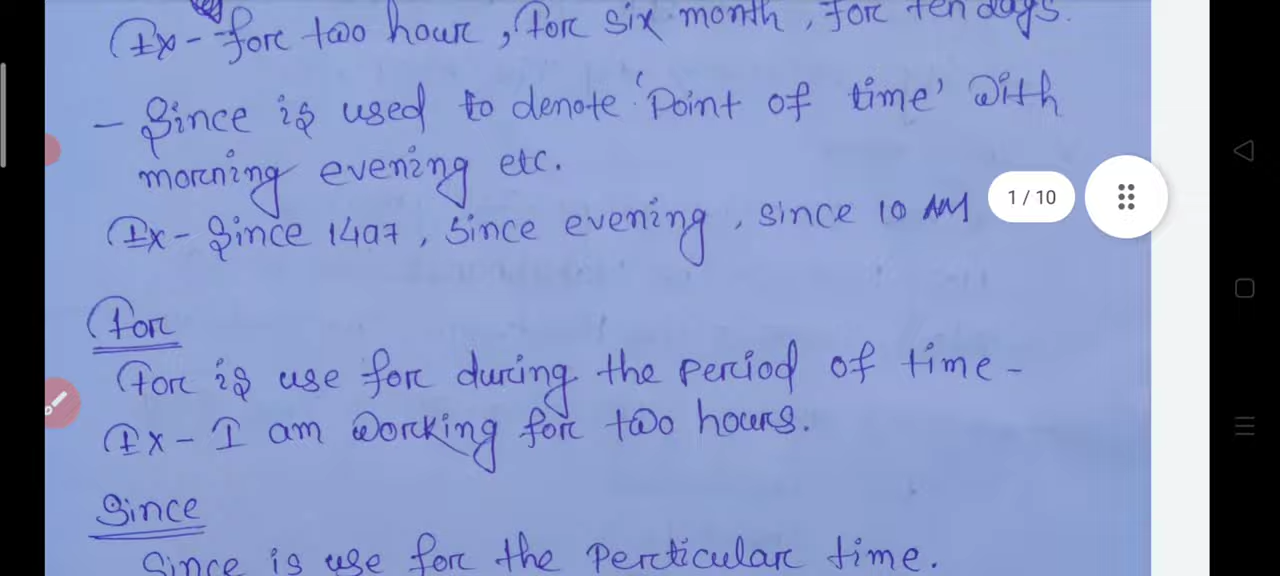 Ex- for two hour, for six month, for ten days.
- Since is used to denote 'Point of time' with
morning evening etc.
Ex- Since 1497, since evening, since 10 AM
1 / 10
For
For is use for during the period of time -
Ex- I am working for two hours.
Since
Since is use for the perticular time.